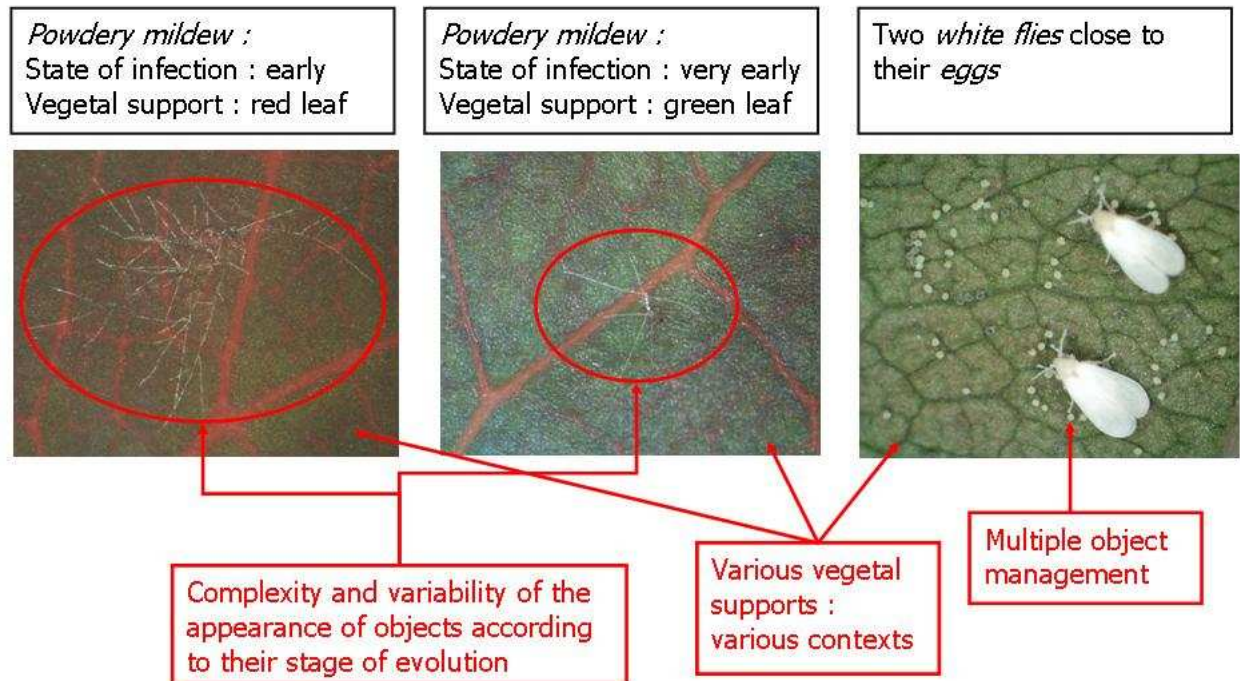 Powdery mildew :
State of infection : early
Vegetal support : red leaf
Powdery mildew :
State of infection : very early
Vegetal support : green leaf
Two white flies close to
their eggs
Complexity and variability of the
appearance of objects according
to their stage of evolution
Various vegetal
supports :
various contexts
Multiple object
management